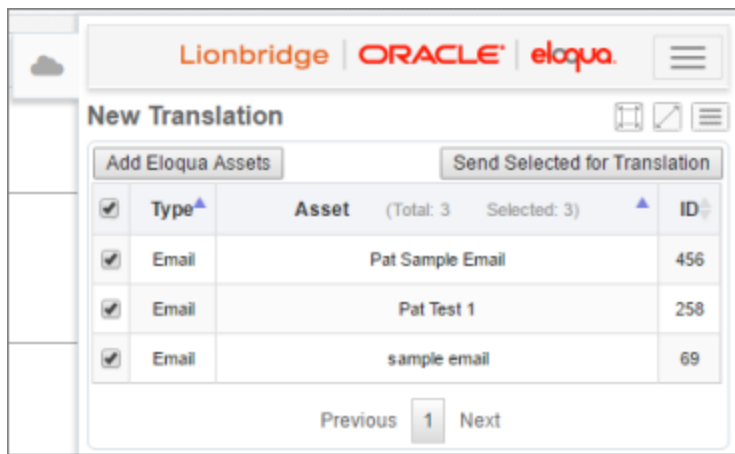 Lionbridge ORACLE eloqua.
New Translation
Add Eloqua Assets Send Selected for Translation
Type Asset (Total: 3 Selected: 3) ID
Email Pat Sample Email 456
Email Pat Test 1 258
Email sample email 69
Previous 1 Next